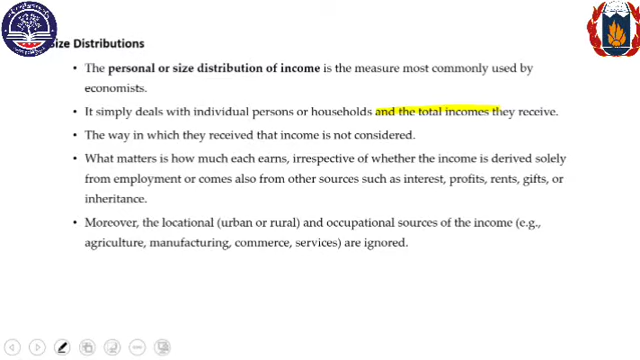 ize Distributions
• The personal or size distribution of income is the measure most commonly used by
economists.
• It simply deals with individual persons or households and the total incomes they receive.
• The way in which they received that income is not considered.
• What matters is how much each earns, irrespective of whether the income is derived solely
from employment or comes also from other sources such as interest, profits, rents, gifts, or
inheritance.
• Moreover, the locational (urban or rural) and occupational sources of the income (e.g.,
agriculture, manufacturing, commerce, services) are ignored.